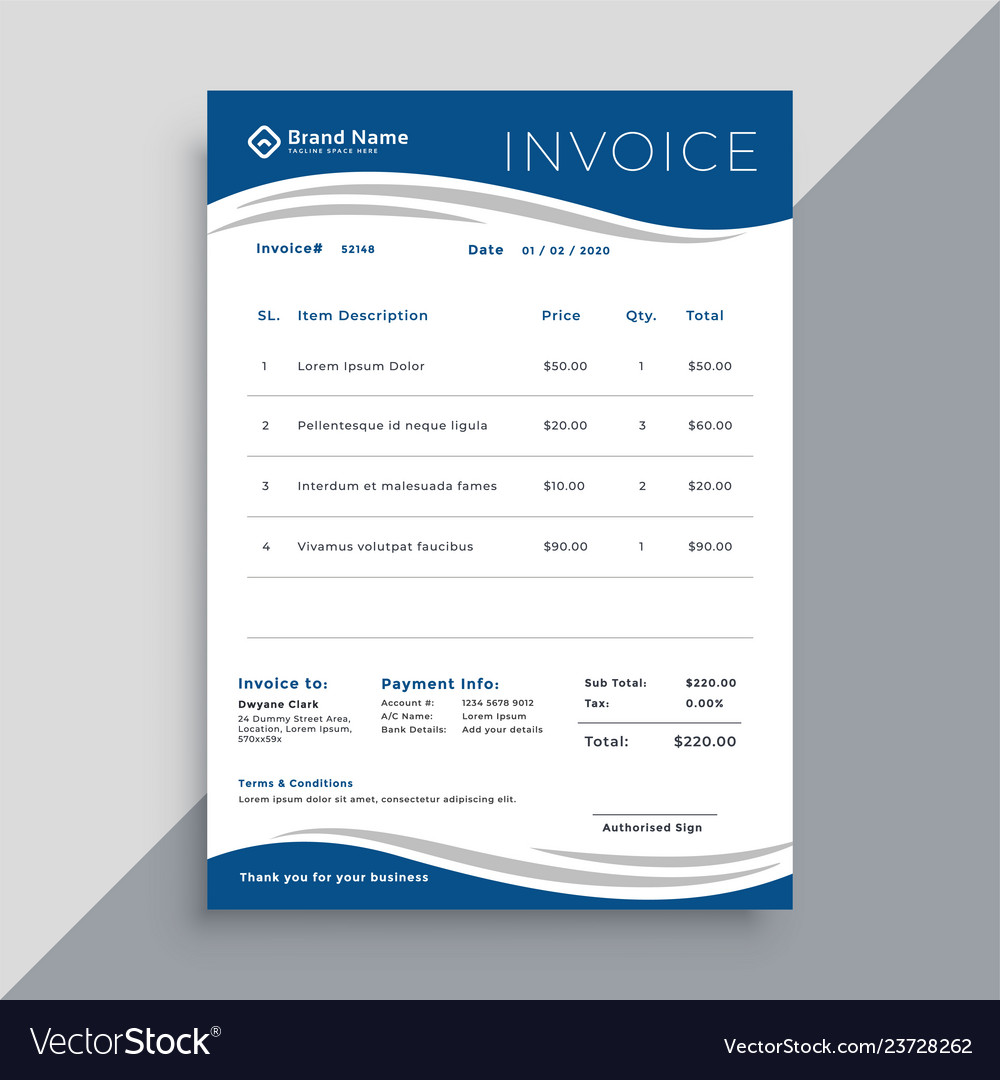 Brand Name
TAGLINE SPACE HERE
INVOICE
Invoice# 52148 Date 01 / 02 / 2020
SL. Item Description Price Qty. Total
1 Lorem Ipsum Dolor $50.00 1 $50.00
2 Pellentesque id neque ligula $20.00 3 $60.00
3 Interdum et malesuada fames $10.00 2 $20.00
4 Vivamus volutpat faucibus $90.00 1 $90.00
Invoice to:
Dwyane Clark
24 Dummy Street Area,
Location, Lorem Ipsum,
570xx59x
Payment Info:
Account #: 1234 5678 9012
A/C Name: Lorem Ipsum
Bank Details: Add your details
Sub Total: $220.00
Tax: 0.00%
Total: $220.00
Terms & Conditions
Lorem ipsum dolor sit amet, consectetur adipiscing elit.
Authorised Sign
Thank you for your business
VectorStock®
VectorStock.com/23728262